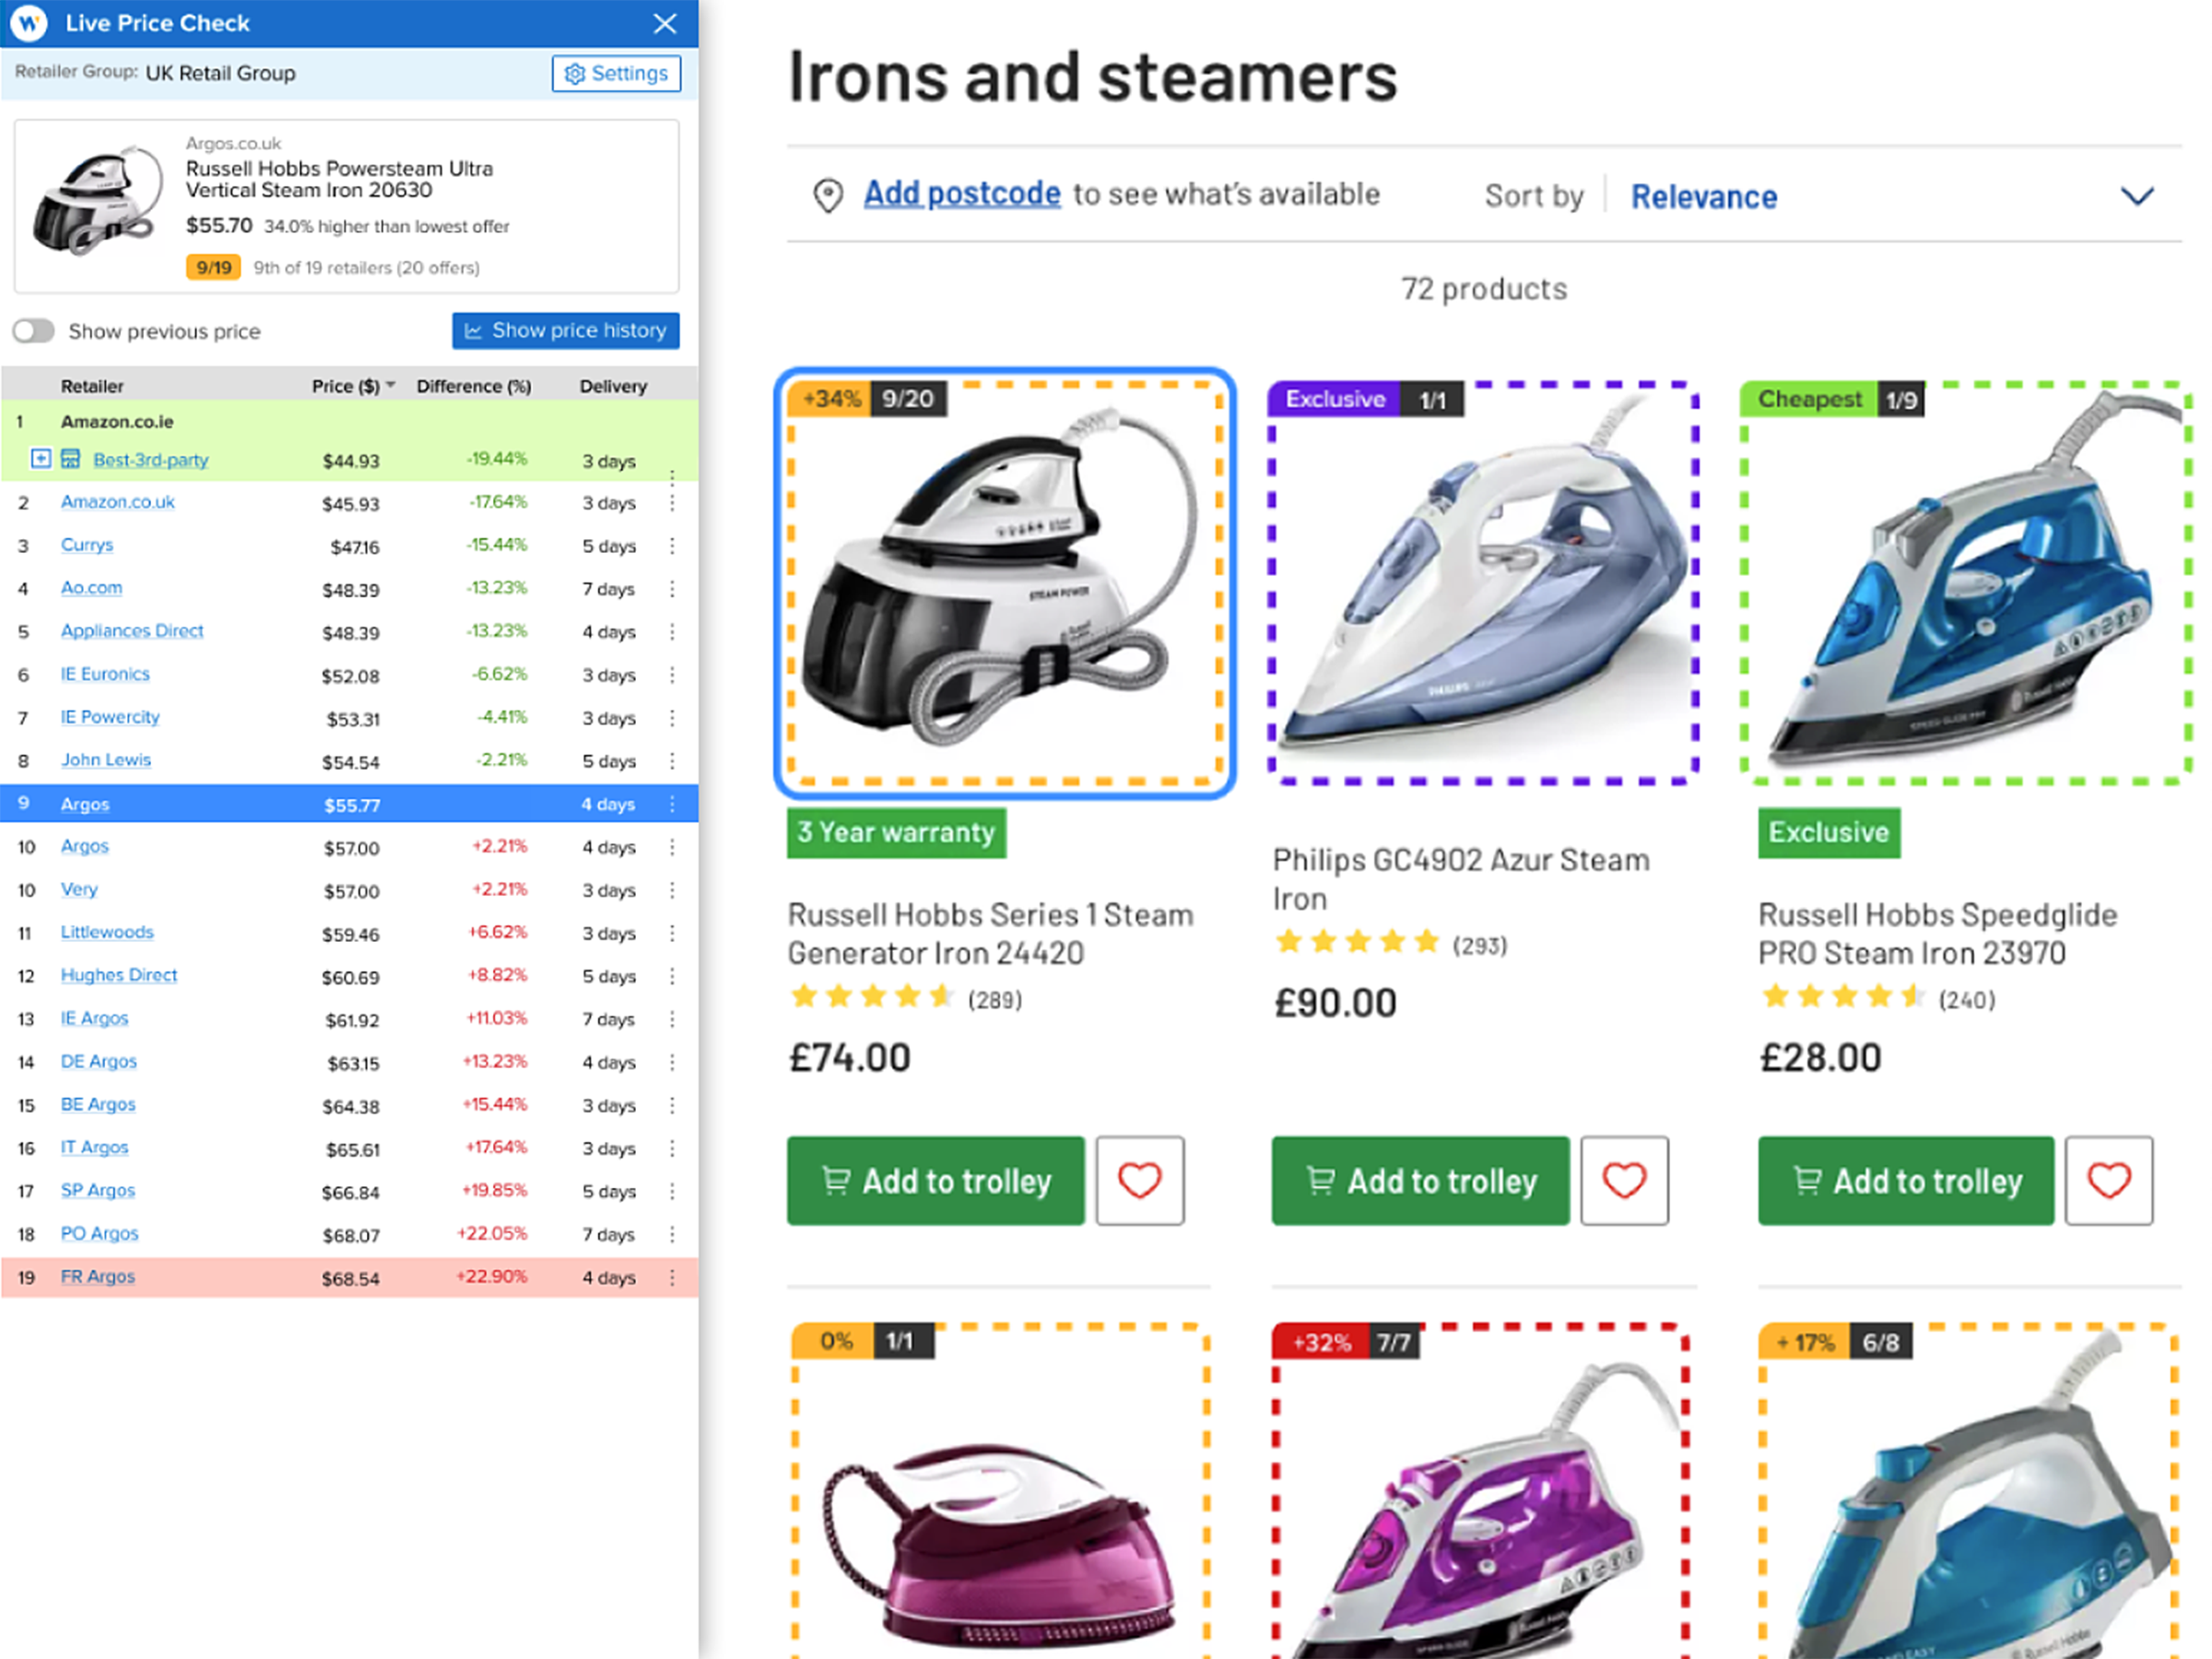 Live Price Check
Retailer Group: UK Retail Group
Settings
Argos.co.uk
Russell Hobbs Powersteam Ultra
Vertical Steam Iron 20630
$55.70 34.0% higher than lowest offer
9/19 9th of 19 retailers (20 offers)
Show previous price
Show price history
Retailer Price ($) Difference (%) Delivery
1 Amazon.co.ie
Best-3rd-party $44.93 -19.44% 3 days
2 Amazon.co.uk $45.93 -17.64% 3 days
3 Currys $47.16 -15.44% 5 days
4 Ao.com $48.39 -13.23% 7 days
5 Appliances Direct $48.39 -13.23% 4 days
6 IE Euronics $52.08 -6.62% 3 days
7 IE Powercity $53.31 -4.41% 3 days
8 John Lewis $54.54 -2.21% 5 days
9 Argos $55.77 4 days
10 Argos $57.00 +2.21% 4 days
10 Very $57.00 +2.21% 3 days
11 Littlewoods $59.46 +6.62% 3 days
12 Hughes Direct $60.69 +8.82% 5 days
13 IE Argos $61.92 +11.03% 7 days
14 DE Argos $63.15 +13.23% 4 days
15 BE Argos $64.38 +15.44% 3 days
16 IT Argos $65.61 +17.64% 3 days
17 SP Argos $66.84 +19.85% 5 days
18 PO Argos $68.07 +22.05% 7 days
19 FR Argos $68.54 +22.90% 4 days
Irons and steamers
Add postcode to see what's available
Sort by Relevance
72 products
+34% 9/20
STEAM POWER
Russell
3 Year warranty
Russell Hobbs Series 1 Steam
Generator Iron 24420
(289)
£74.00
Add to trolley
Exclusive 1/1
PHILIPS
Philips GC4902 Azur Steam
Iron
(293)
£90.00
Add to trolley
Cheapest 1/9
Russell Hobbs
Exclusive
Russell Hobbs Speedglide
PRO Steam Iron 23970
(240)
£28.00
Add to trolley
0% 1/1
+32% 7/7
+ 17% 6/8
Russell Hobbs